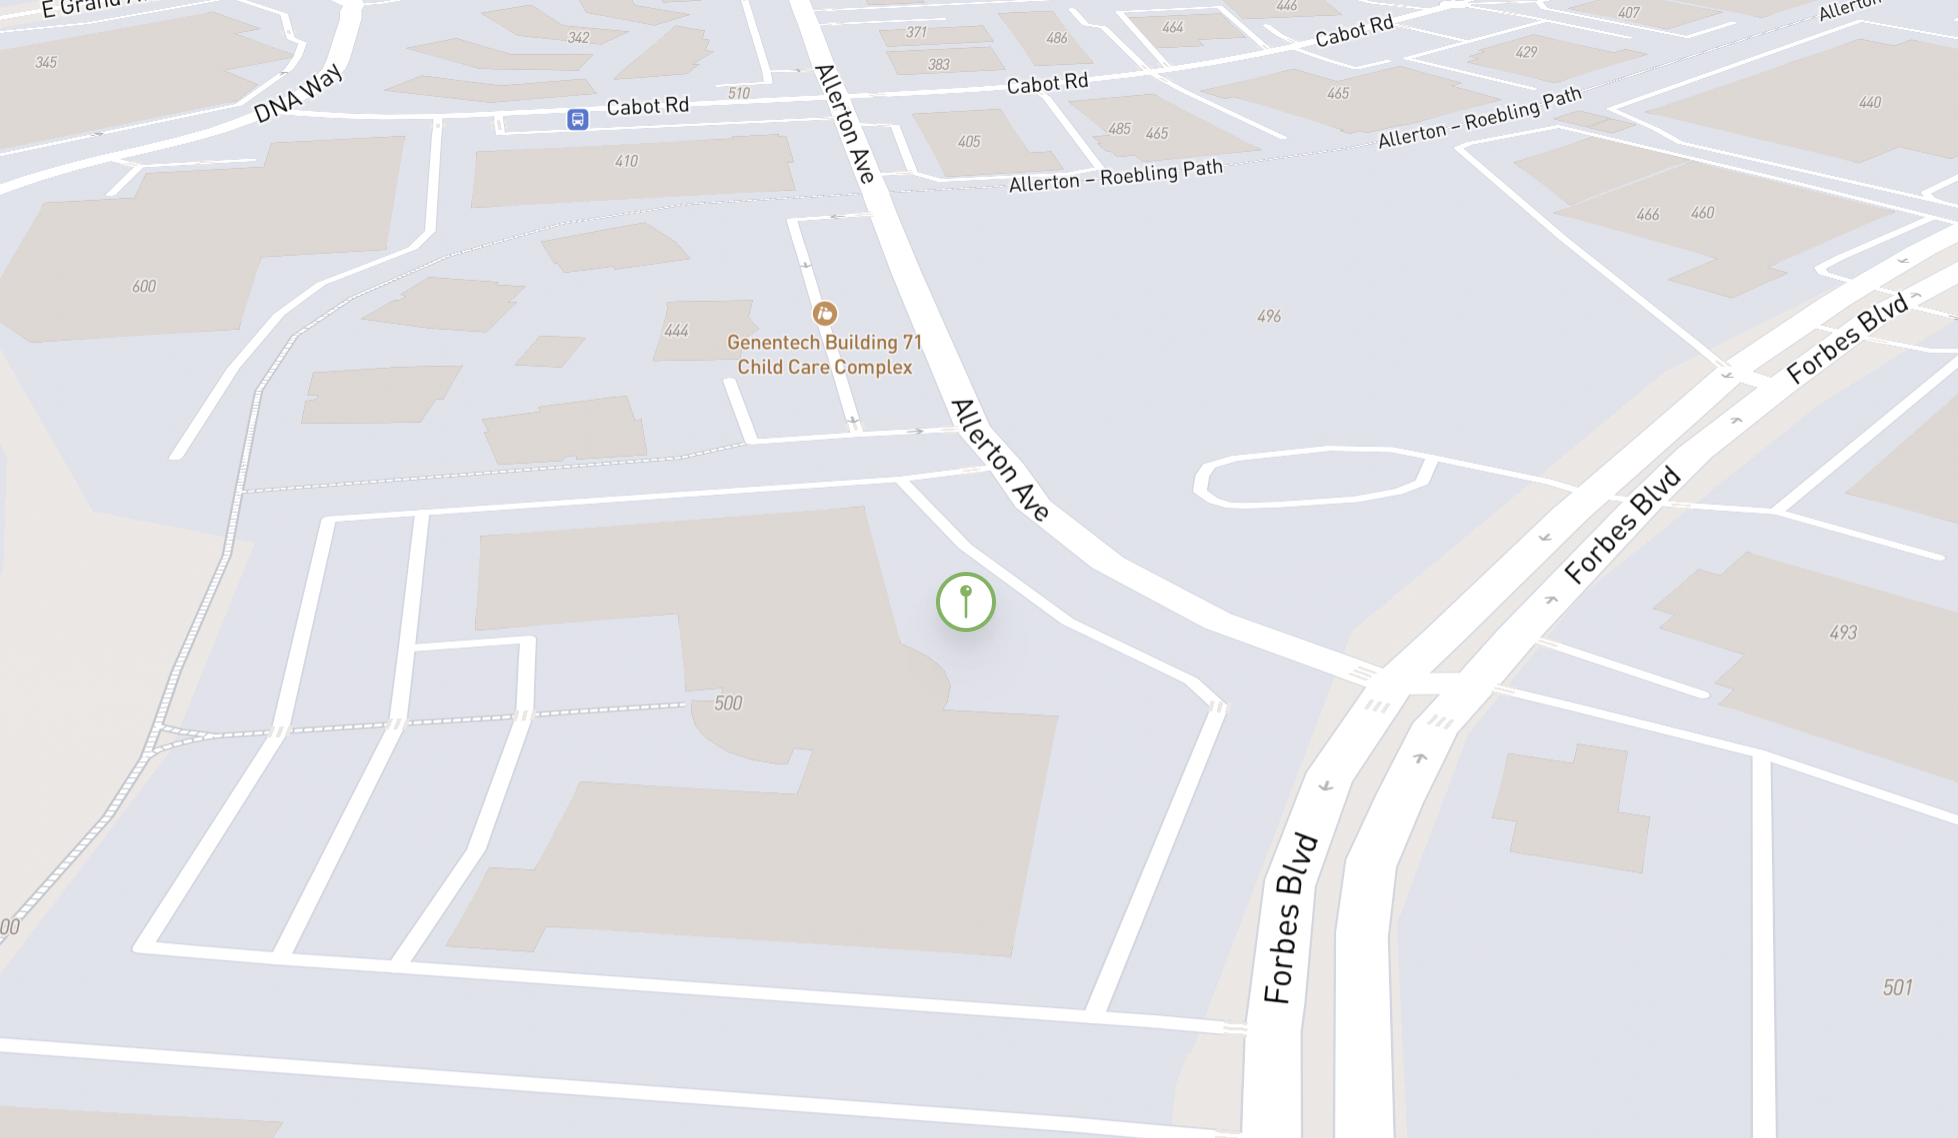 E Grand
446
407
Allerton
342
371
486
464
Cabot Rd
429
345
383
DNA Way
Allerton Ave
Cabot Rd
465
510
Cabot Rd
440
Allerton – Roebling Path
405
485
465
410
Allerton – Roebling Path
466
460
600
496
444
Genentech Building 71
Child Care Complex
Forbes Blvd
Allerton Ave
Forbes Blvd
493
500
00
Forbes Blvd
501